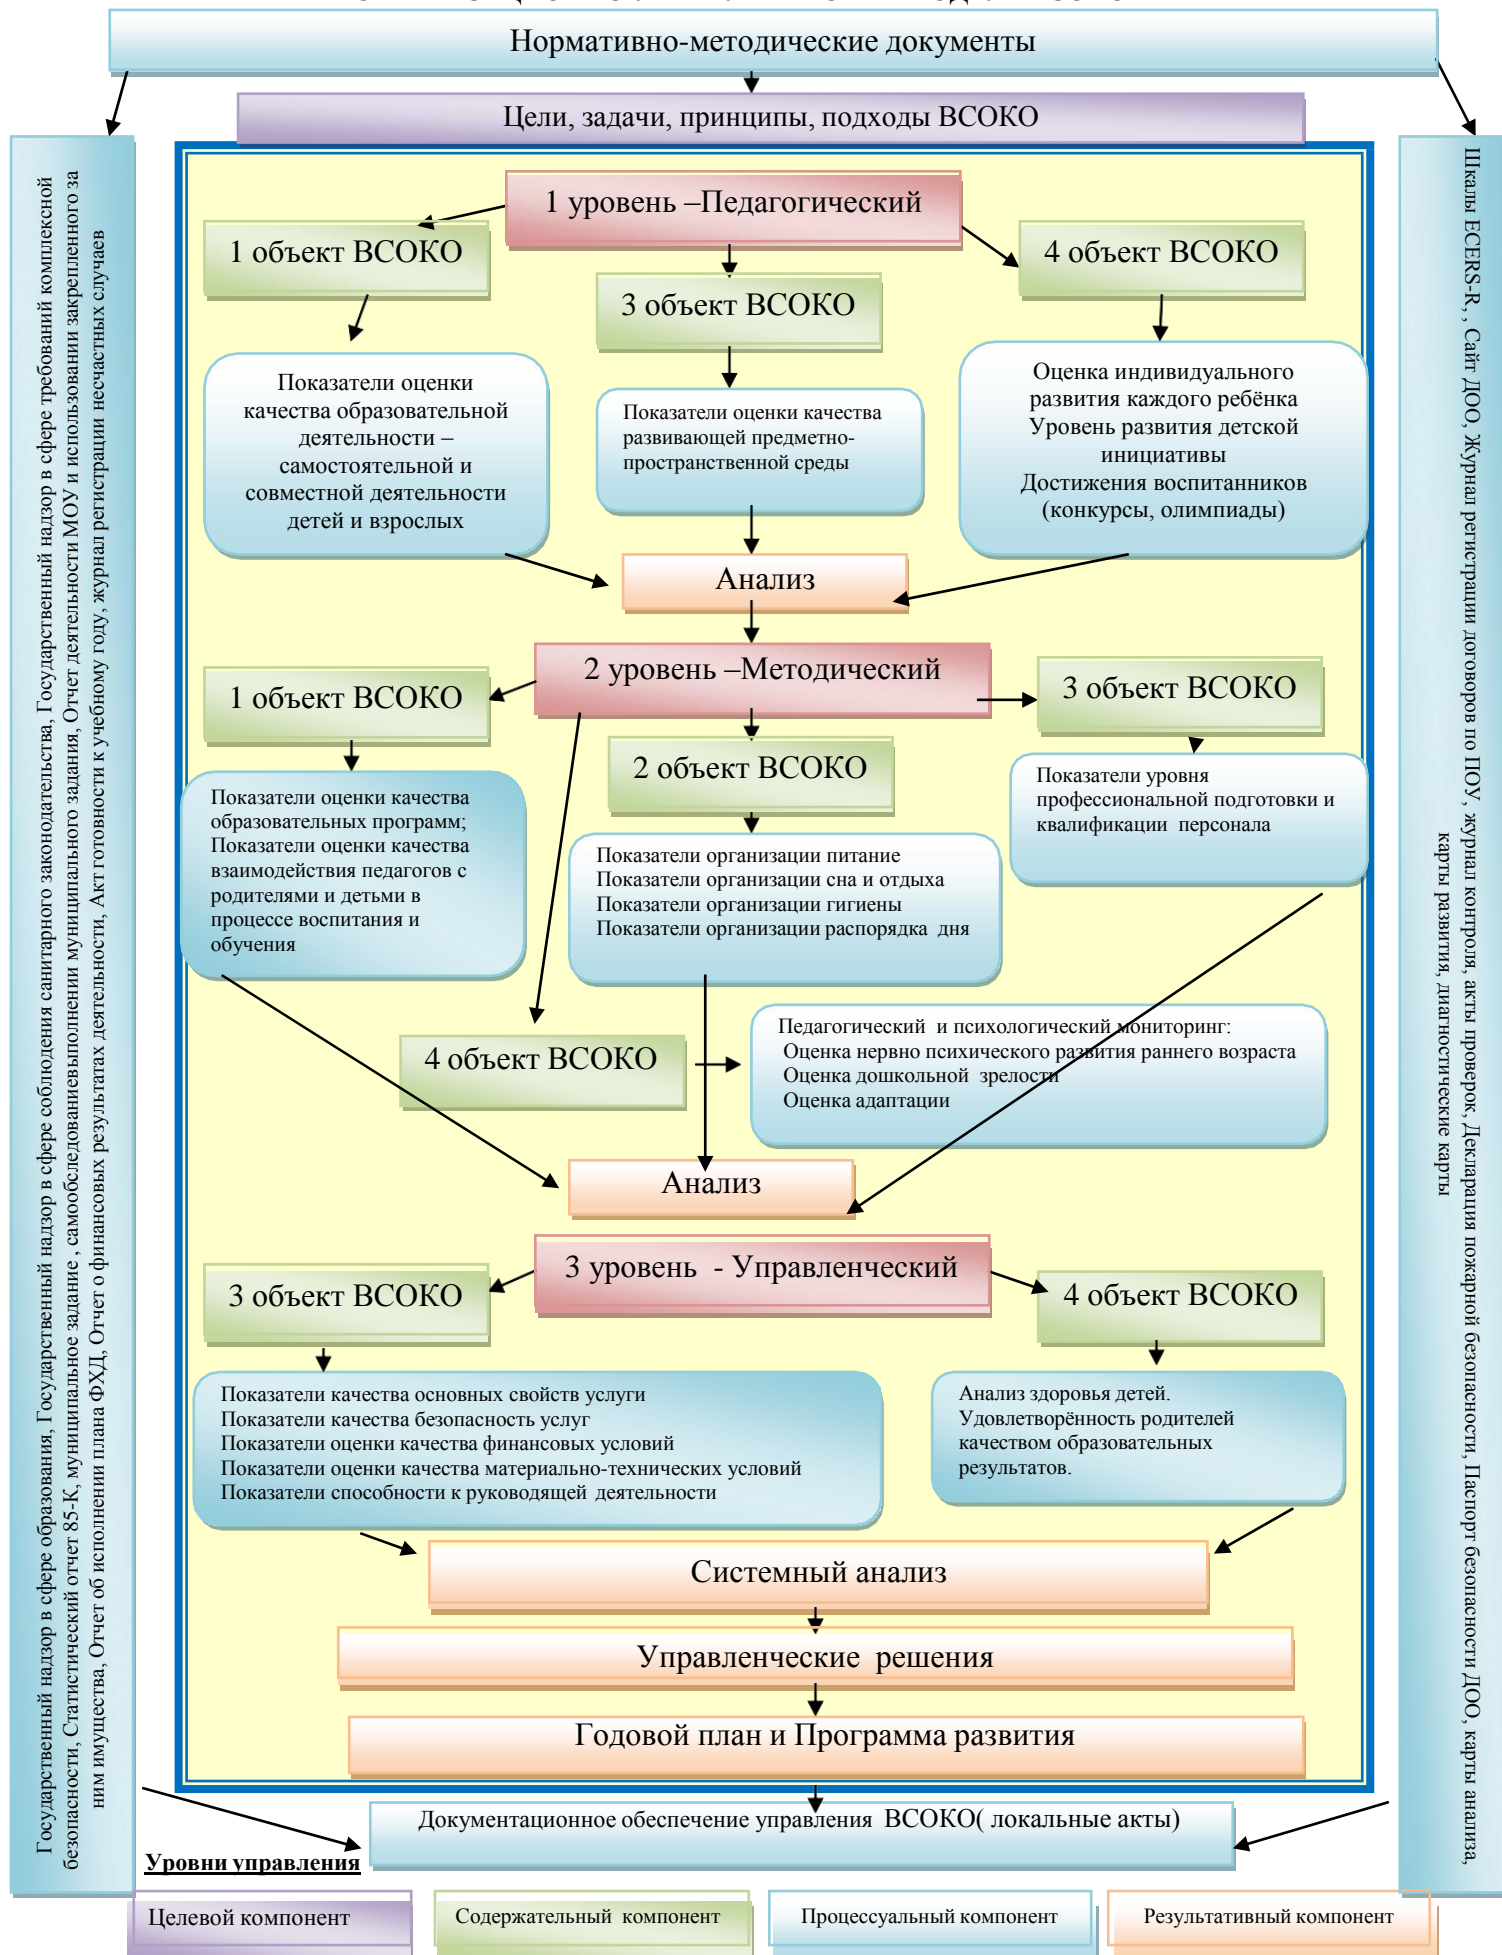 Нормативно-методические документы
Цели, задачи, принципы, подходы ВСОКО
Государственный надзор в сфере образования, Государственный надзор в сфере соблюдения санитарного законодательства, Государственный надзор в сфере требований комплексной
безопасности, Статистический отчет 85-К, муниципальное задание , самообследованиевыполнении муниципального задания, Отчет деятельности МОУ и использовании закрепленного за
ним имущества, Отчет об исполнении плана ФХД, Отчет о финансовых результатах деятельности, Акт готовности к учебному году, журнал регистрации несчастных случаев
1 уровень –Педагогический
1 объект ВСОКО
3 объект ВСОКО
4 объект ВСОКО
Показатели оценки
качества образовательной
деятельности –
самостоятельной и
совместной деятельности
детей и взрослых
Показатели оценки качества
развивающей предметно-
пространственной среды
Оценка индивидуального
развития каждого ребёнка
Уровень развития детской
инициативы
Достижения воспитанников
(конкурсы, олимпиады)
Анализ
2 уровень –Методический
1 объект ВСОКО
2 объект ВСОКО
3 объект ВСОКО
Показатели оценки качества
образовательных программ;
Показатели оценки качества
взаимодействия педагогов с
родителями и детьми в
процессе воспитания и
обучения
Показатели организации питание
Показатели организации сна и отдыха
Показатели организации гигиены
Показатели организации распорядка дня
Показатели уровня
профессиональной подготовки и
квалификации персонала
4 объект ВСОКО
Педагогический и психологический мониторинг:
Оценка нервно психического развития раннего возраста
Оценка дошкольной зрелости
Оценка адаптации
Анализ
3 уровень - Управленческий
3 объект ВСОКО
4 объект ВСОКО
Показатели качества основных свойств услуги
Показатели качества безопасность услуг
Показатели оценки качества финансовых условий
Показатели оценки качества материально-технических условий
Показатели способности к руководящей деятельности
Анализ здоровья детей.
Удовлетворённость родителей
качеством образовательных
результатов.
Системный анализ
Управленческие решения
Годовой план и Программа развития
Шкалы ECERS-R, , Сайт ДОО, Журнал регистрации договоров по ПОУ, журнал контроля, акты проверок, Декларация пожарной безопасности, Паспорт безопасности ДОО, карты анализа,
карты развития, диагностические карты
Документационное обеспечение управления ВСОКО( локальные акты)
Уровни управления
Целевой компонент
Содержательный компонент
Процессуальный компонент
Результативный компонент